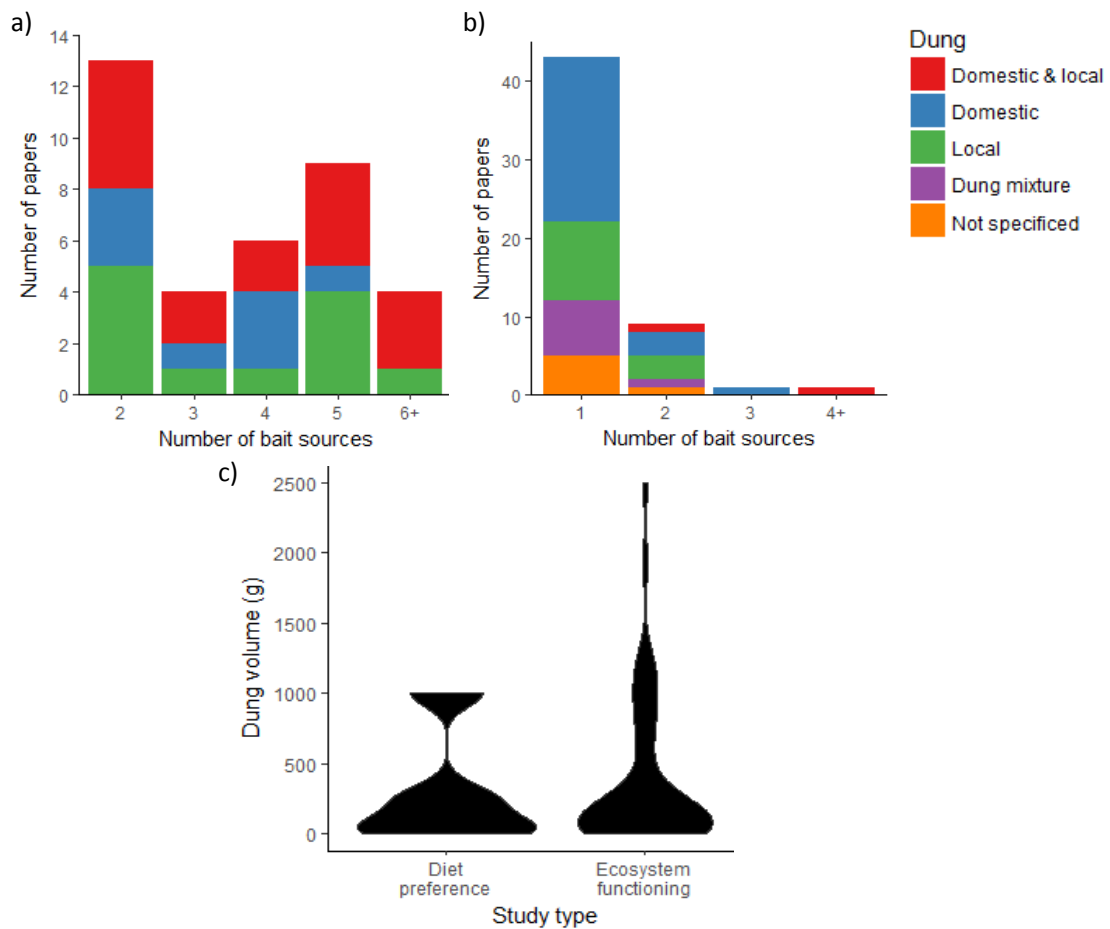 a)
14
12
10
8
6
4
2
0
Number of papers
2 3 4 5 6+
Number of bait sources
b)
40
30
20
10
0
Number of papers
1 2 3 4+
Number of bait sources
Dung
Domestic & local
Domestic
Local
Dung mixture
Not specificed
c)
2500
2000
1500
1000
500
0
Dung volume (g)
Diet Ecosystem
preference functioning
Study type